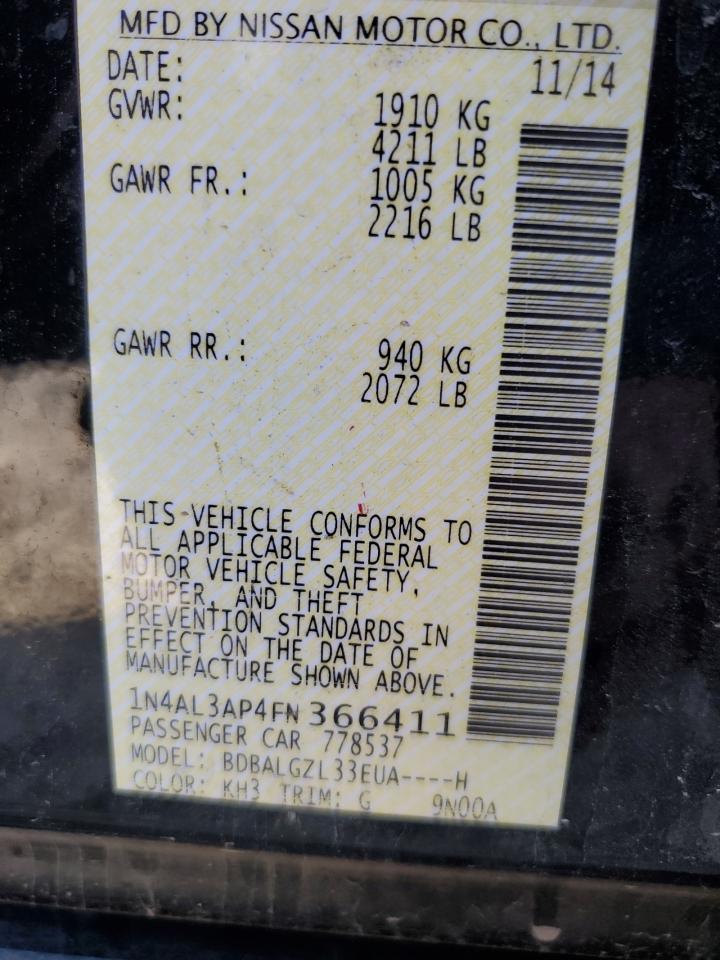 MFD BY NISSAN MOTOR CO., LTD.
DATE: 11/14
GVWR: 1910 KG
4211 LB
GAWR FR.: 1005 KG
2216 LB
GAWR RR.: 940 KG
2072 LB
THIS VEHICLE CONFORMS TO
ALL APPLICABLE FEDERAL
MOTOR VEHICLE SAFETY,
BUMPER, AND THEFT
PREVENTION STANDARDS IN
EFFECT ON THE DATE OF
MANUFACTURE SHOWN ABOVE.
1N4AL3AP4FN 366411
PASSENGER CAR 778537
MODEL: BDBALGZL33EUA----H
COLOR: KH3 TRIM: G 9N00A